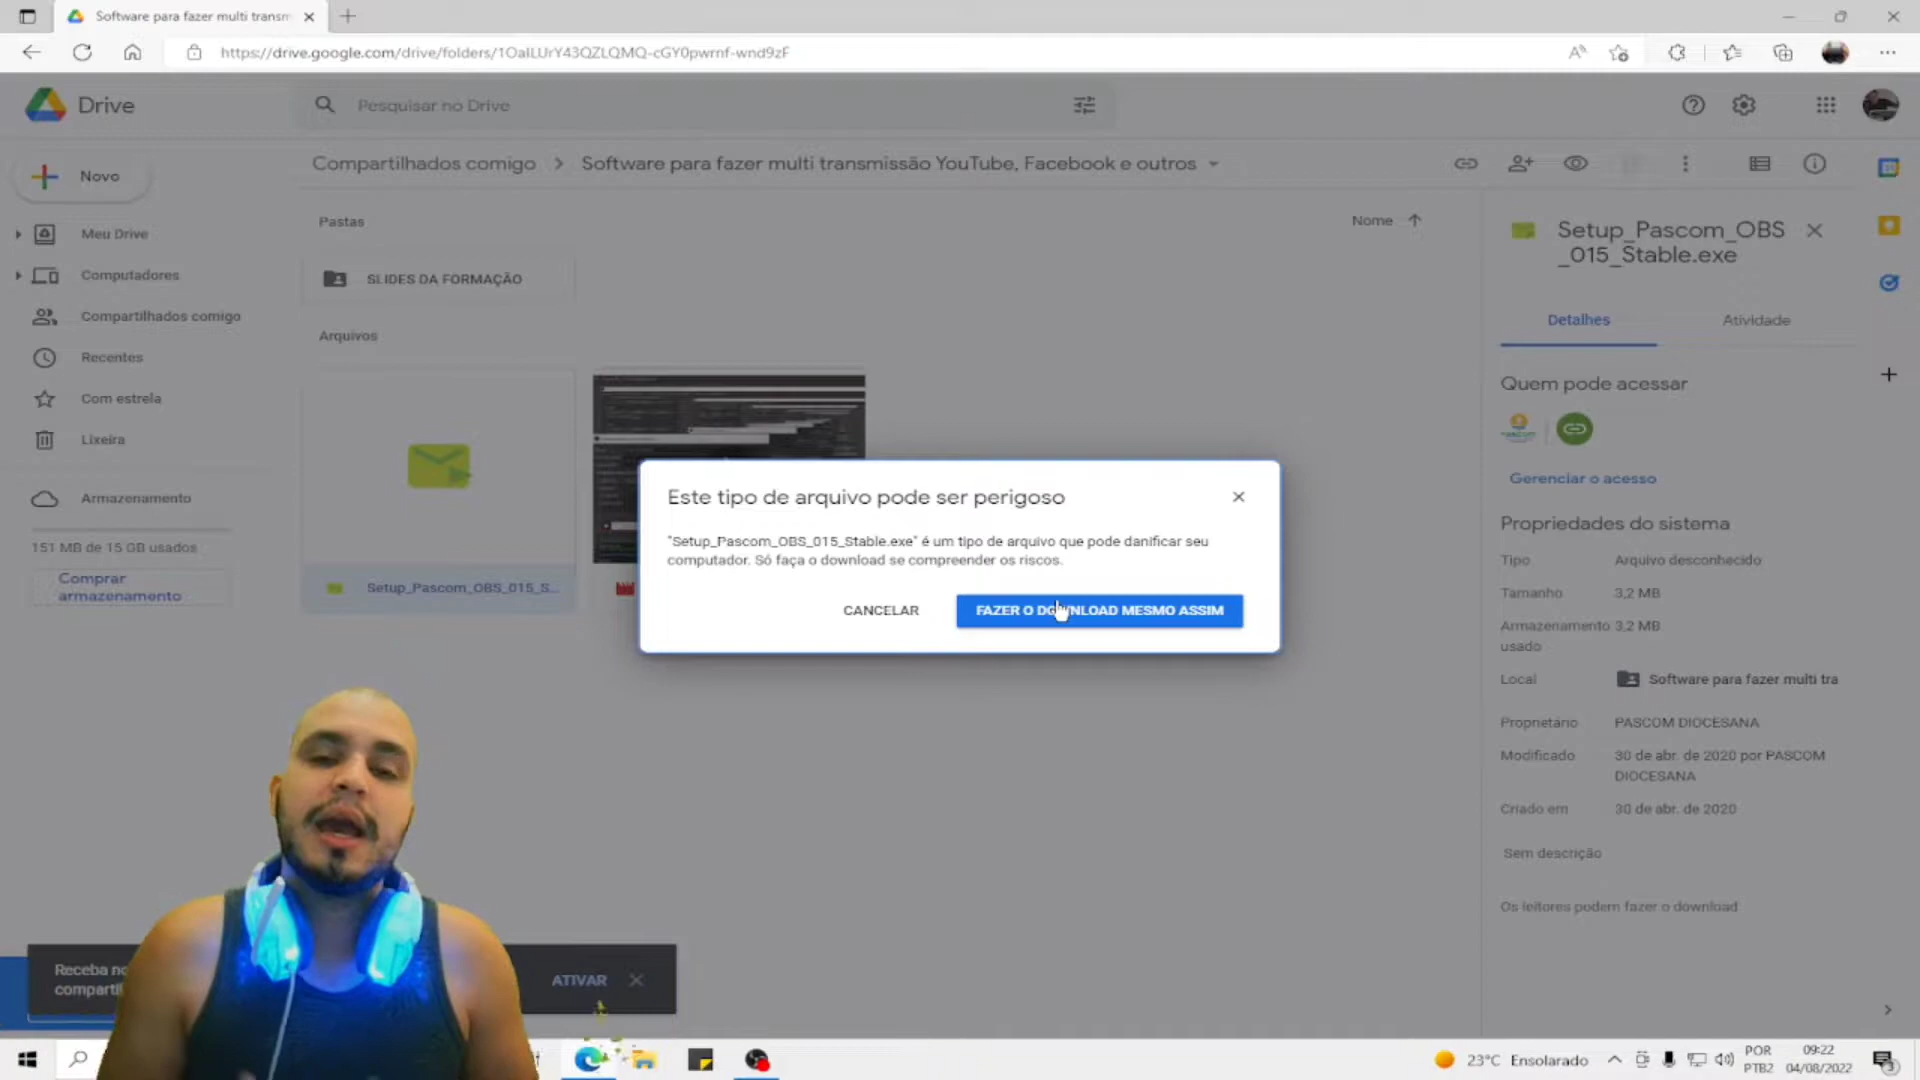 Software para fazer multi transm
https://drive.google.com/drive/folders/1OaILUrY43QZLQMQ-cGY0pwrnf-wnd9zF
Drive
Pesquisar no Drive
Novo
Compartilhados comigo > Software para fazer multi transmissão YouTube, Facebook e outros
Meu Drive
Computadores
Compartilhados comigo
Recentes
Com estrela
Lixeira
Armazenamento
151 MB de 15 GB usados
Comprar
armazenamento
Pastas
Nome
SLIDES DA FORMAÇÃO
Arquivos
Setup_Pascom_OBS_015_S...
Este tipo de arquivo pode ser perigoso
"Setup_Pascom_OBS_015_Stable.exe" é um tipo de arquivo que pode danificar seu
computador. Só faça o download se compreender os riscos.
CANCELAR
FAZER O DOWNLOAD MESMO ASSIM
Setup_Pascom_OBS
_015_Stable.exe
Detalhes
Atividade
Quem pode acessar
Gerenciar o acesso
Propriedades do sistema
Tipo Arquivo desconhecido
Tamanho 3,2 MB
Armazenamento 3,2 MB
usado
Local Software para fazer multi tra
Proprietário PASCOM DIOCESANA
Modificado 30 de abr. de 2020 por PASCOM
DIOCESANA
Criado em 30 de abr. de 2020
Sem descrição
Os leitores podem fazer o download
Receba
comparti
ATIVAR
23°C Ensolarado
POR
PTB2
09:22
04/08/2022
3